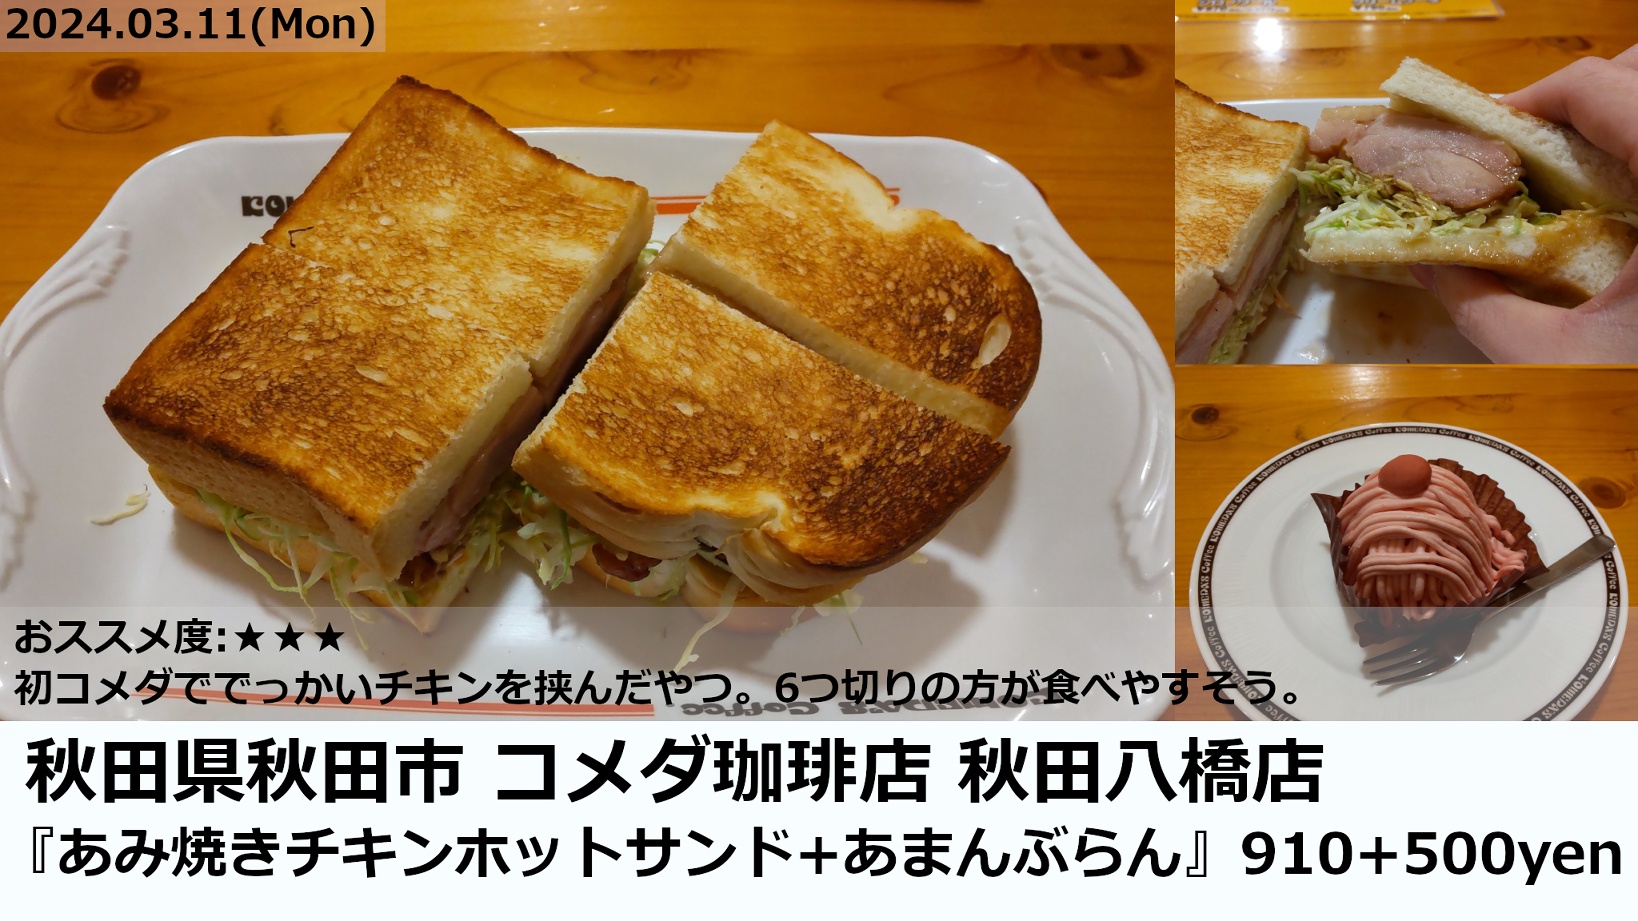 2024.03.11(Mon)
おススメ度:★★★
初コメダででっかいチキンを挟んだやつ。6つ切りの方が食べやすそう。
秋田県秋田市 コメダ珈琲店 秋田八橋店
『あみ焼きチキンホットサンド+あまんぶらん』910+500yen
KOMEDA'S Coffee